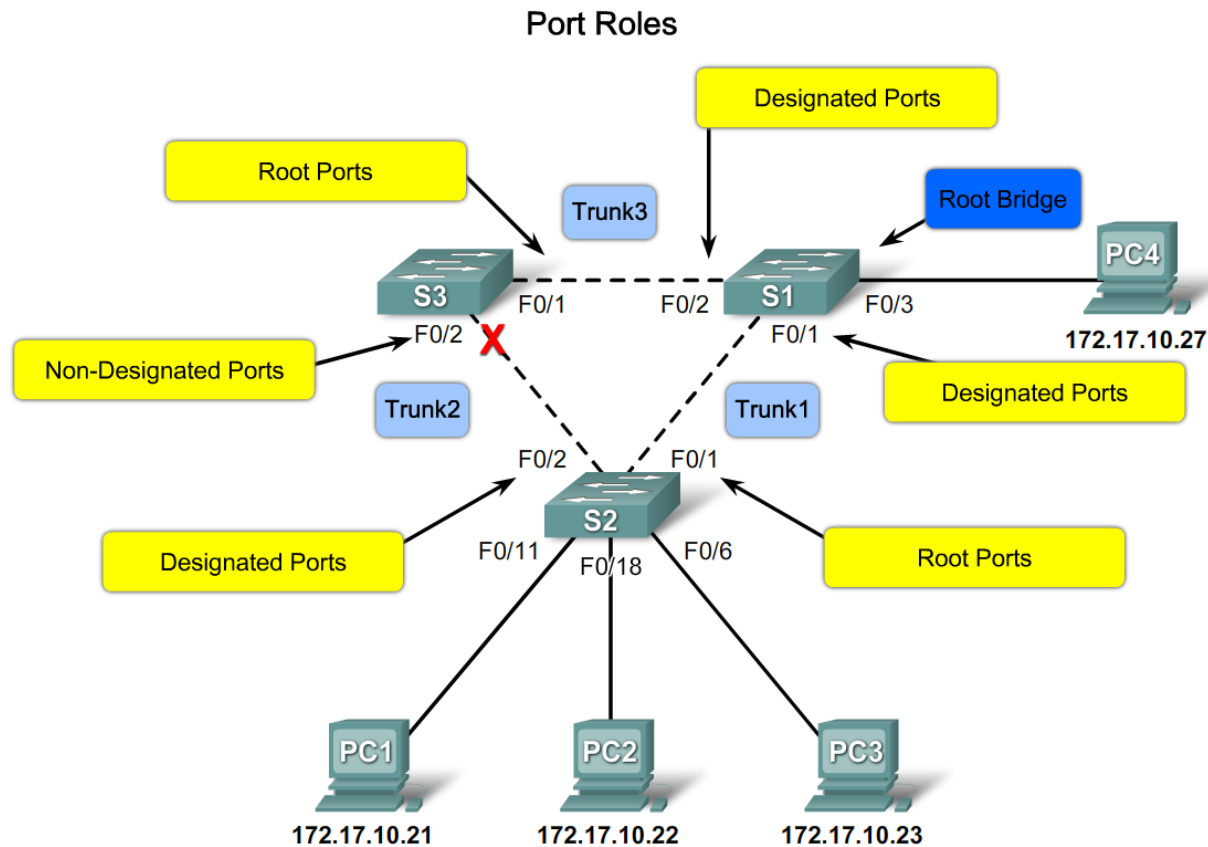 Port Roles
Designated Ports
Root Ports
Trunk3
Root Bridge
PC4
S3
F0/1
F0/2
S1
F0/3
F0/2
F0/1
172.17.10.27
Non-Designated Ports
X
Trunk2
Trunk1
Designated Ports
F0/2
F0/1
S2
Designated Ports
F0/11
F0/18
F0/6
Root Ports
PC1
PC2
PC3
172.17.10.21
172.17.10.22
172.17.10.23